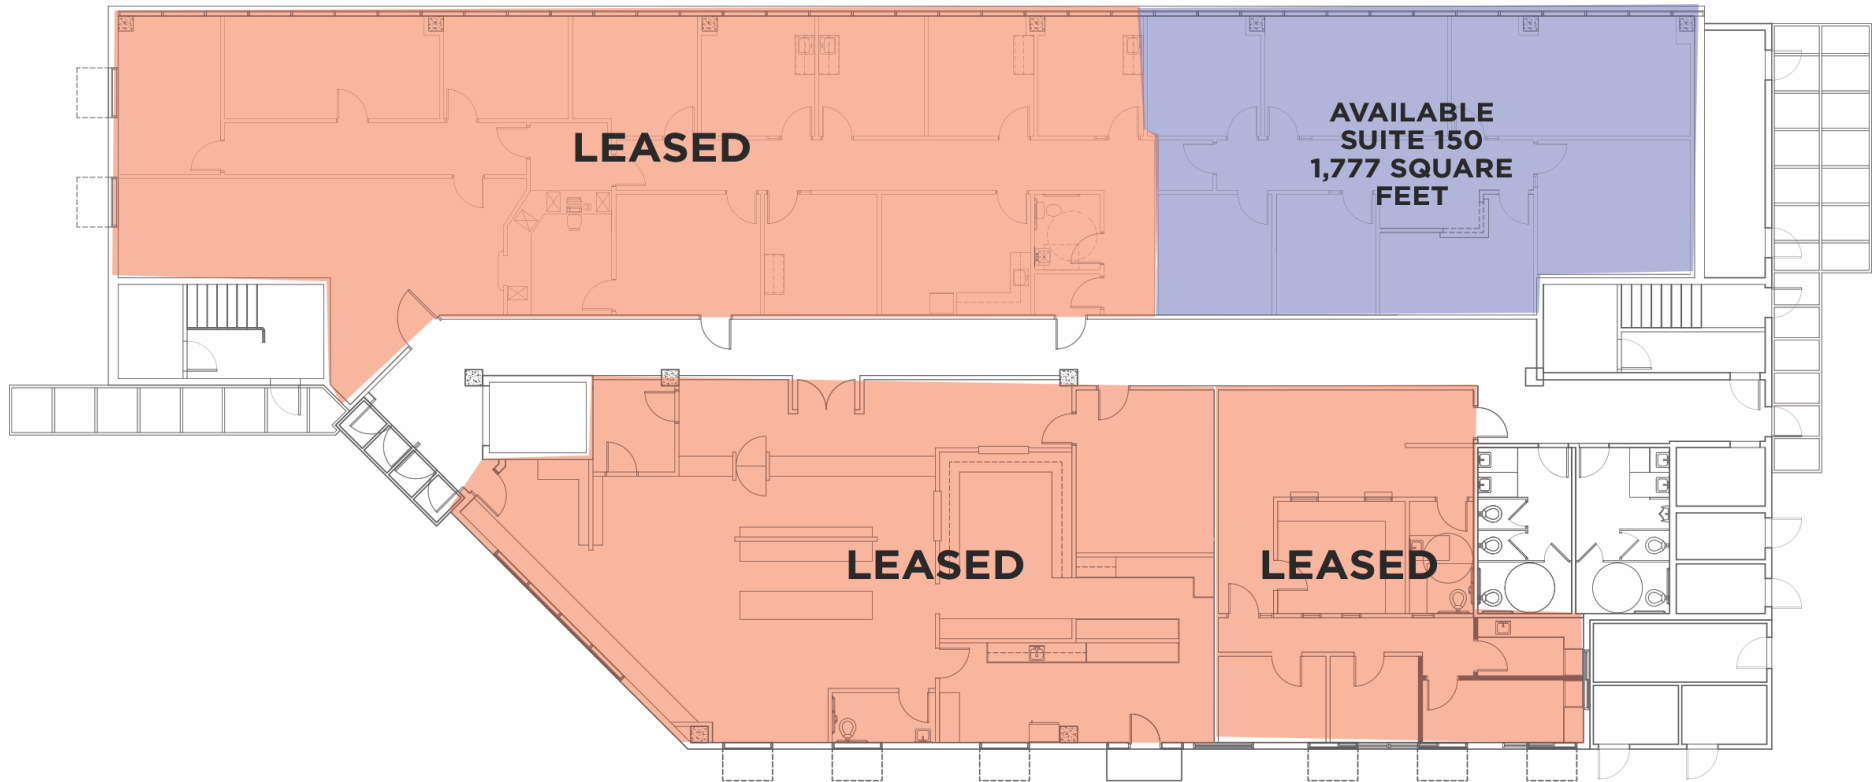 LEASED
AVAILABLE
SUITE 150
1,777 SQUARE
FEET
LEASED
LEASED